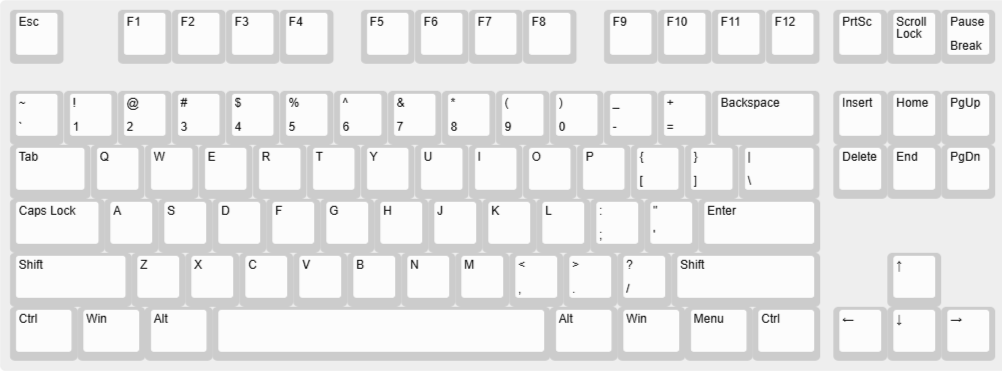 Esc F1 F2 F3 F4 F5 F6 F7 F8 F9 F10 F11 F12 PrtSc Scroll Pause
Lock
Break
~ ! @ # $ % ^ & * ( ) _ + Backspace Insert Home PgUp
` 1 2 3 4 5 6 7 8 9 0 - =
Tab Q W E R T Y U I O P { } | Delete End PgDn
[ ] \
Caps Lock A S D F G H J K L : " Enter
; '
Shift Z X C V B N M < > ? Shift ↑
, . /
Ctrl Win Alt Alt Win Menu Ctrl ← ↓ →